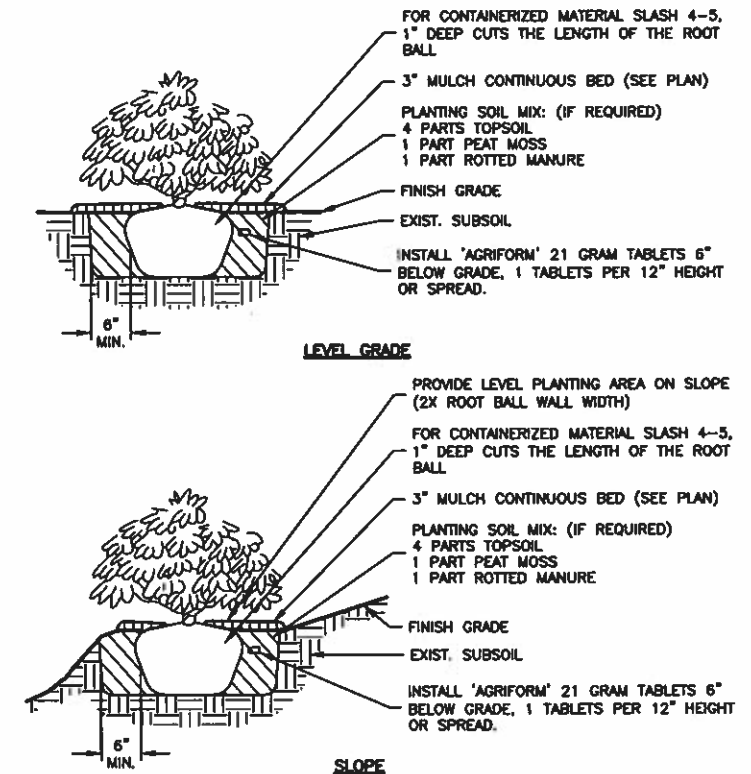 FOR CONTAINERIZED MATERIAL SLASH 4-5,
1" DEEP CUTS THE LENGTH OF THE ROOT
BALL
3" MULCH CONTINUOUS BED (SEE PLAN)
PLANTING SOIL MIX: (IF REQUIRED)
4 PARTS TOPSOIL
1 PART PEAT MOSS
1 PART ROTTED MANURE
FINISH GRADE
EXIST. SUBSOIL
INSTALL 'AGRIFORM' 21 GRAM TABLETS 6"
BELOW GRADE, 1 TABLETS PER 12" HEIGHT
OR SPREAD.
6"
MIN.
LEVEL GRADE
PROVIDE LEVEL PLANTING AREA ON SLOPE
(2X ROOT BALL WALL WIDTH)
FOR CONTAINERIZED MATERIAL SLASH 4-5,
1" DEEP CUTS THE LENGTH OF THE ROOT
BALL
3" MULCH CONTINUOUS BED (SEE PLAN)
PLANTING SOIL MIX: (IF REQUIRED)
4 PARTS TOPSOIL
1 PART PEAT MOSS
1 PART ROTTED MANURE
FINISH GRADE
EXIST. SUBSOIL
INSTALL 'AGRIFORM' 21 GRAM TABLETS 6"
BELOW GRADE, 1 TABLETS PER 12" HEIGHT
OR SPREAD.
6"
MIN.
SLOPE